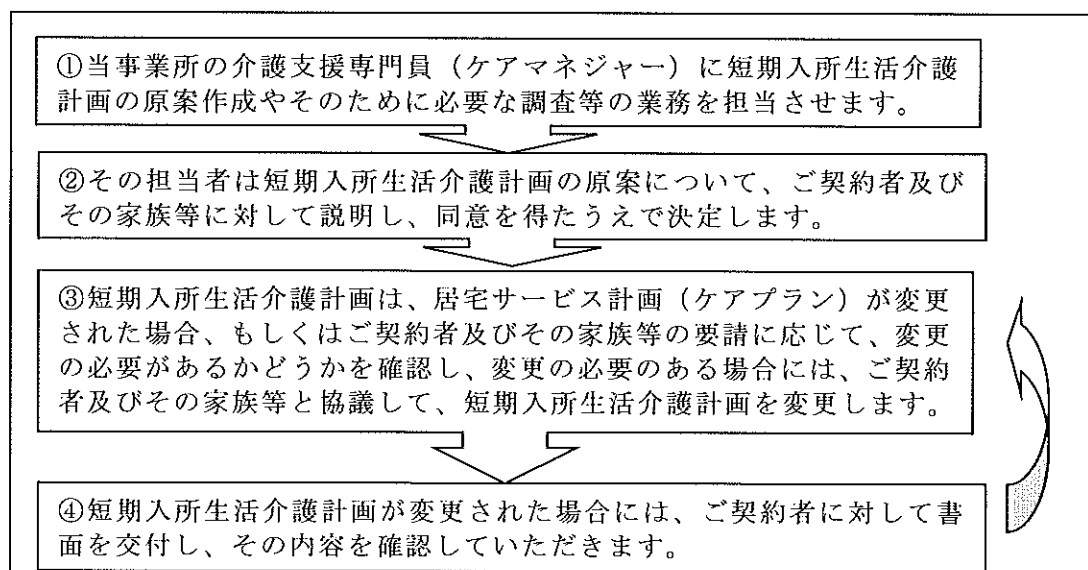 ①当事業所の介護支援専門員（ケアマネジャー）に短期入所生活介護
計画の原案作成やそのために必要な調査等の業務を担当させます。
②その担当者は短期入所生活介護計画の原案について、ご契約者及び
その家族等に対して説明し、同意を得たうえで決定します。
③短期入所生活介護計画は、居宅サービス計画（ケアプラン）が変更
された場合、もしくはご契約者及びその家族等の要請に応じて、変更
の必要があるかどうかを確認し、変更の必要のある場合には、ご契約
者及びその家族等と協議して、短期入所生活介護計画を変更します。
④短期入所生活介護計画が変更された場合には、ご契約者に対して書
面を交付し、その内容を確認していただきます。